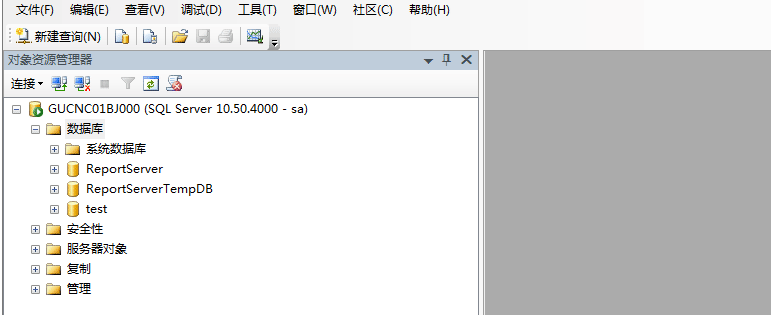 文件(F) 编辑(E) 查看(V) 调试(D) 工具(T) 窗口(W) 社区(C) 帮助(H)
新建查询(N)
对象资源管理器
连接
GUCNC01BJ000 (SQL Server 10.50.4000 - sa)
数据库
系统数据库
ReportServer
ReportServerTempDB
test
安全性
服务器对象
复制
管理